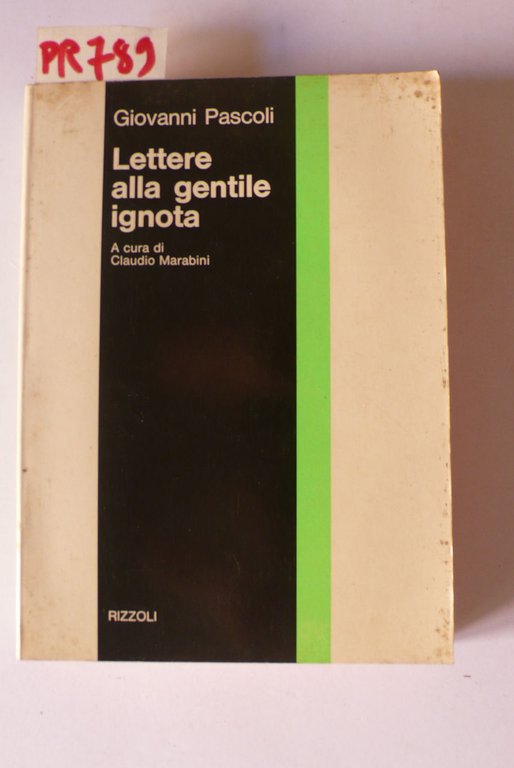 PR789
Giovanni Pascoli
Lettere
alla gentile
ignota
A cura di
Claudio Marabini
RIZZOLI